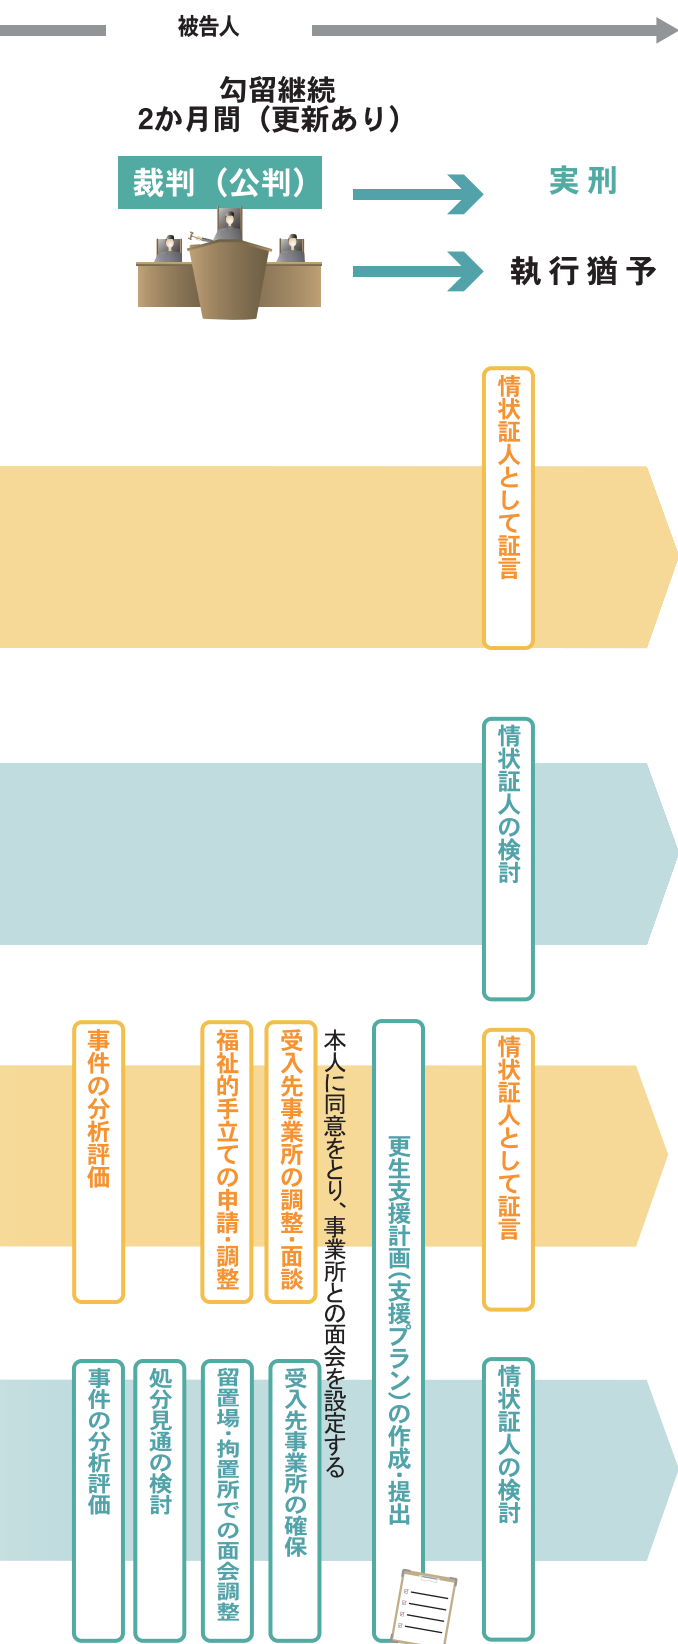 被告人
勾留継続
2か月間（更新あり）
裁判（公判）
実刑
執行猶予
情状証人として証言
情状証人の検討
事件の分析評価
福祉的手立ての申請・調整
受入先事業所の調整・面談
本人に同意をとり、事業所との面会を設定する
更生支援計画（支援プラン）の作成・提出
情状証人として証言
事件の分析評価
処分見通の検討
留置場・拘置所での面会調整
受入先事業所の確保
情状証人の検討